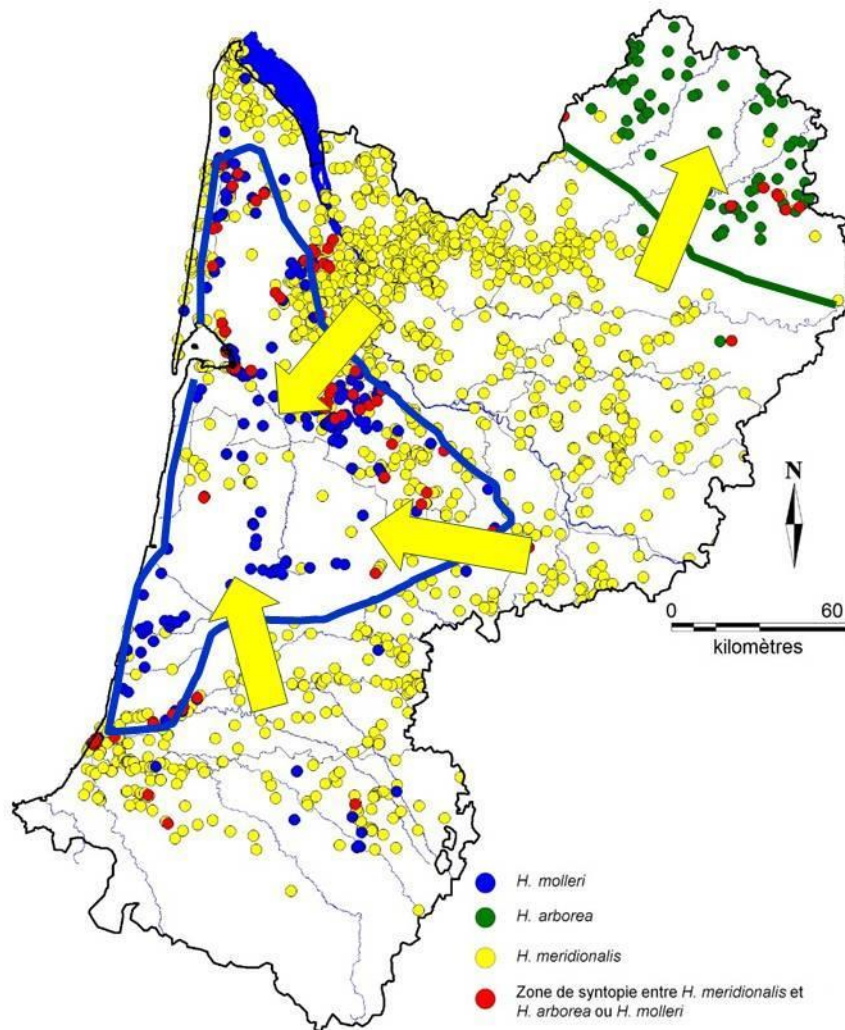 N
0 60
kilomètres
H. molleri
H. arborea
H. meridionalis
Zone de syntopie entre H. meridionalis et
H. arborea ou H. molleri